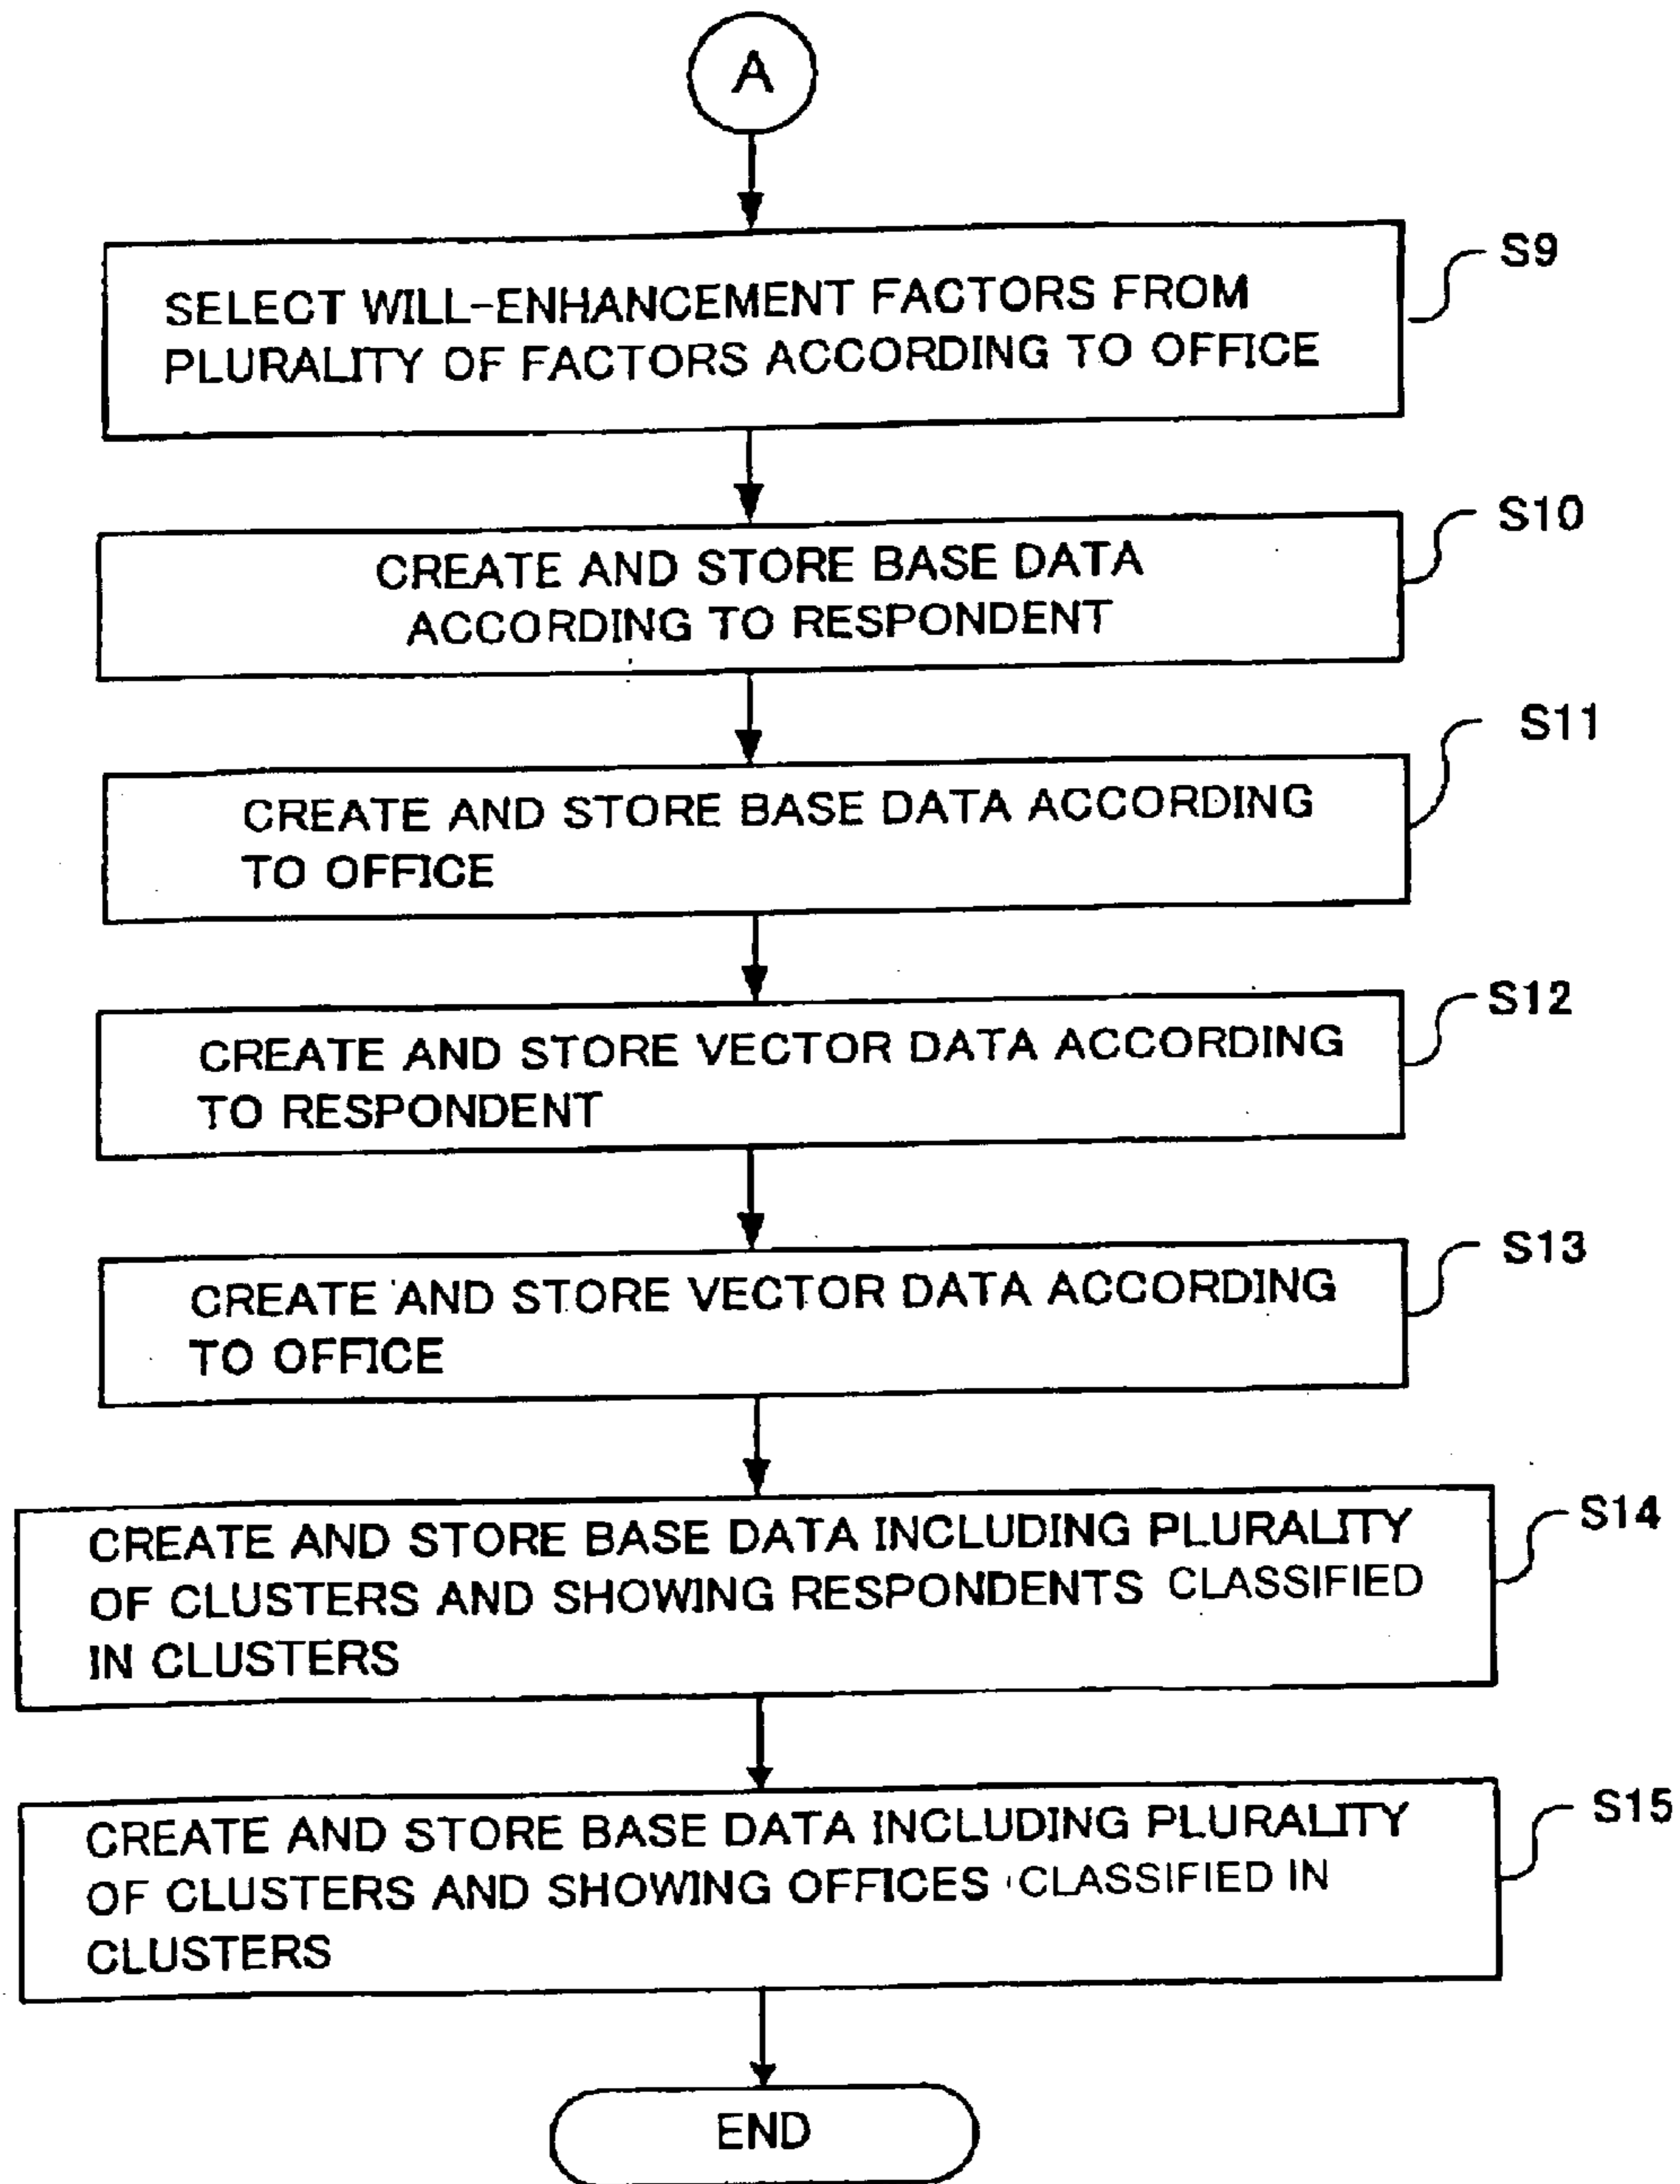 A
S9
SELECT WILL-ENHANCEMENT FACTORS FROM
PLURALITY OF FACTORS ACCORDING TO OFFICE
S10
CREATE AND STORE BASE DATA
ACCORDING TO RESPONDENT
S11
CREATE AND STORE BASE DATA ACCORDING
TO OFFICE
S12
CREATE AND STORE VECTOR DATA ACCORDING
TO RESPONDENT
S13
CREATE AND STORE VECTOR DATA ACCORDING
TO OFFICE
S14
CREATE AND STORE BASE DATA INCLUDING PLURALITY
OF CLUSTERS AND SHOWING RESPONDENTS CLASSIFIED
IN CLUSTERS
S15
CREATE AND STORE BASE DATA INCLUDING PLURALITY
OF CLUSTERS AND SHOWING OFFICES CLASSIFIED IN
CLUSTERS
END